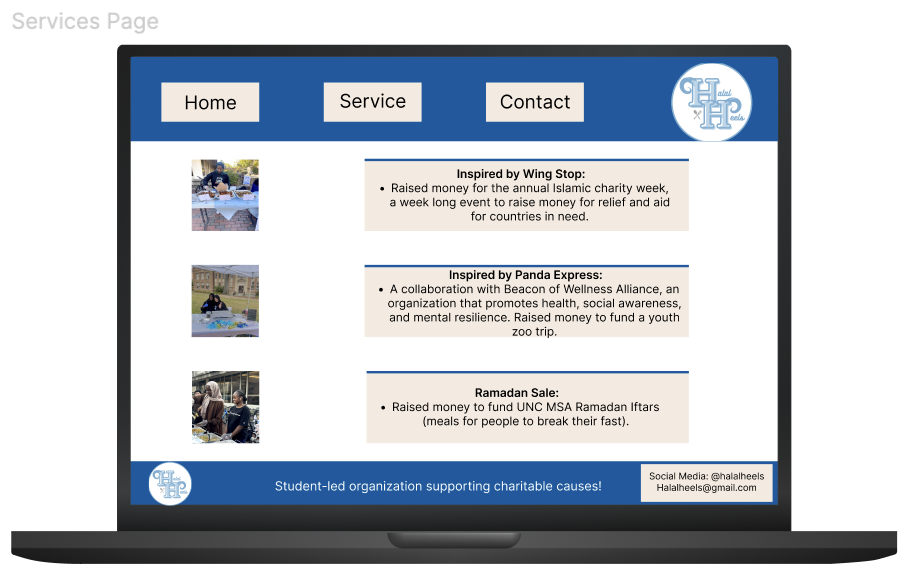 Services Page
Home
Service
Contact
Halal
Heels
Inspired by Wing Stop:
• Raised money for the annual Islamic charity week,
a week long event to raise money for relief and aid
for countries in need.
Inspired by Panda Express:
• A collaboration with Beacon of Wellness Alliance, an
organization that promotes health, social awareness,
and mental resilience. Raised money to fund a youth
zoo trip.
Ramadan Sale:
• Raised money to fund UNC MSA Ramadan Iftars
(meals for people to break their fast).
Halal
Heels
Student-led organization supporting charitable causes!
Social Media: @halalheels
Halalheels@gmail.com